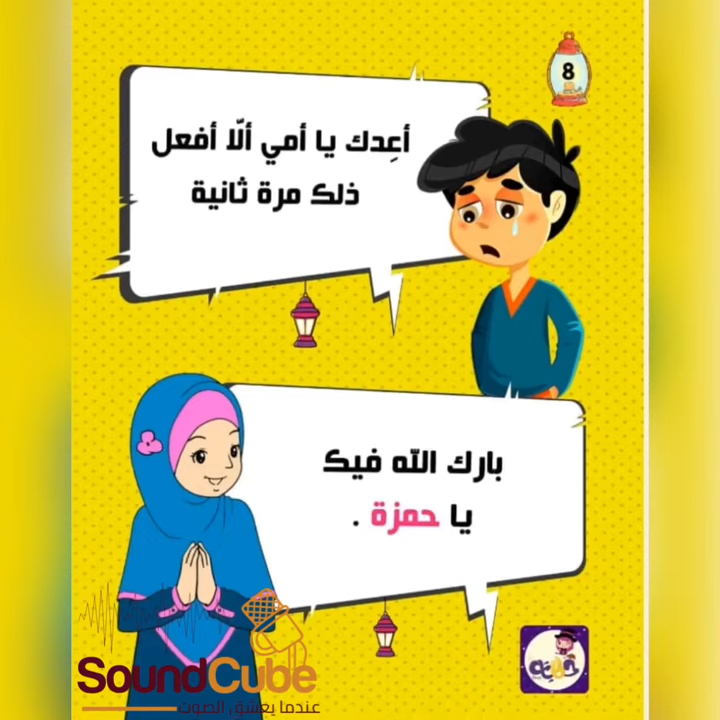 8
أعِدك يا أمي ألّا أفعل
ذلك مرة ثانية
بارك الله فيك
يا حمزة .
SoundCube
عندما يعشق الصوت